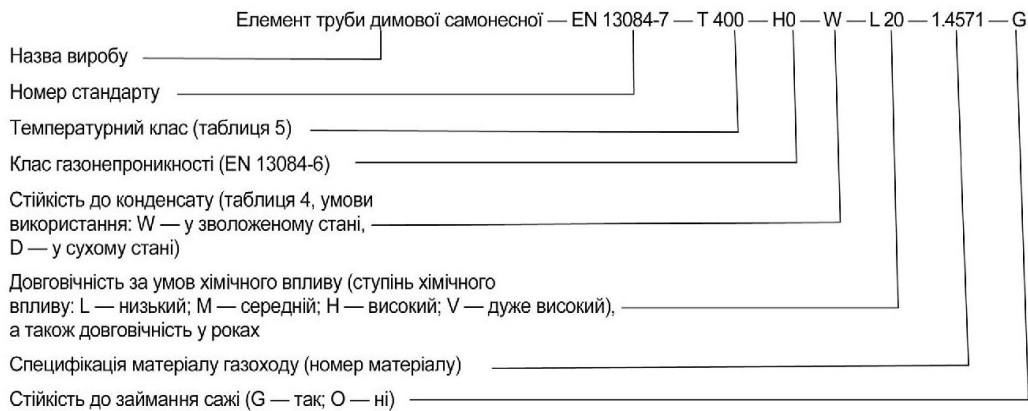 Елемент труби димової самонесної — EN 13084-7 — T 400 — H0 — W — L 20 — 1.4571 — G
Назва виробу
Номер стандарту
Температурний клас (таблиця 5)
Клас газонепроникності (EN 13084-6)
Стійкість до конденсату (таблиця 4, умови
використання: W — у зволоженому стані,
D — у сухому стані)
Довговічність за умов хімічного впливу (ступінь хімічного
впливу: L — низький; M — середній; H — високий; V — дуже високий),
а також довговічність у роках
Специфікація матеріалу газоходу (номер матеріалу)
Стійкість до займання сажі (G — так; O — ні)